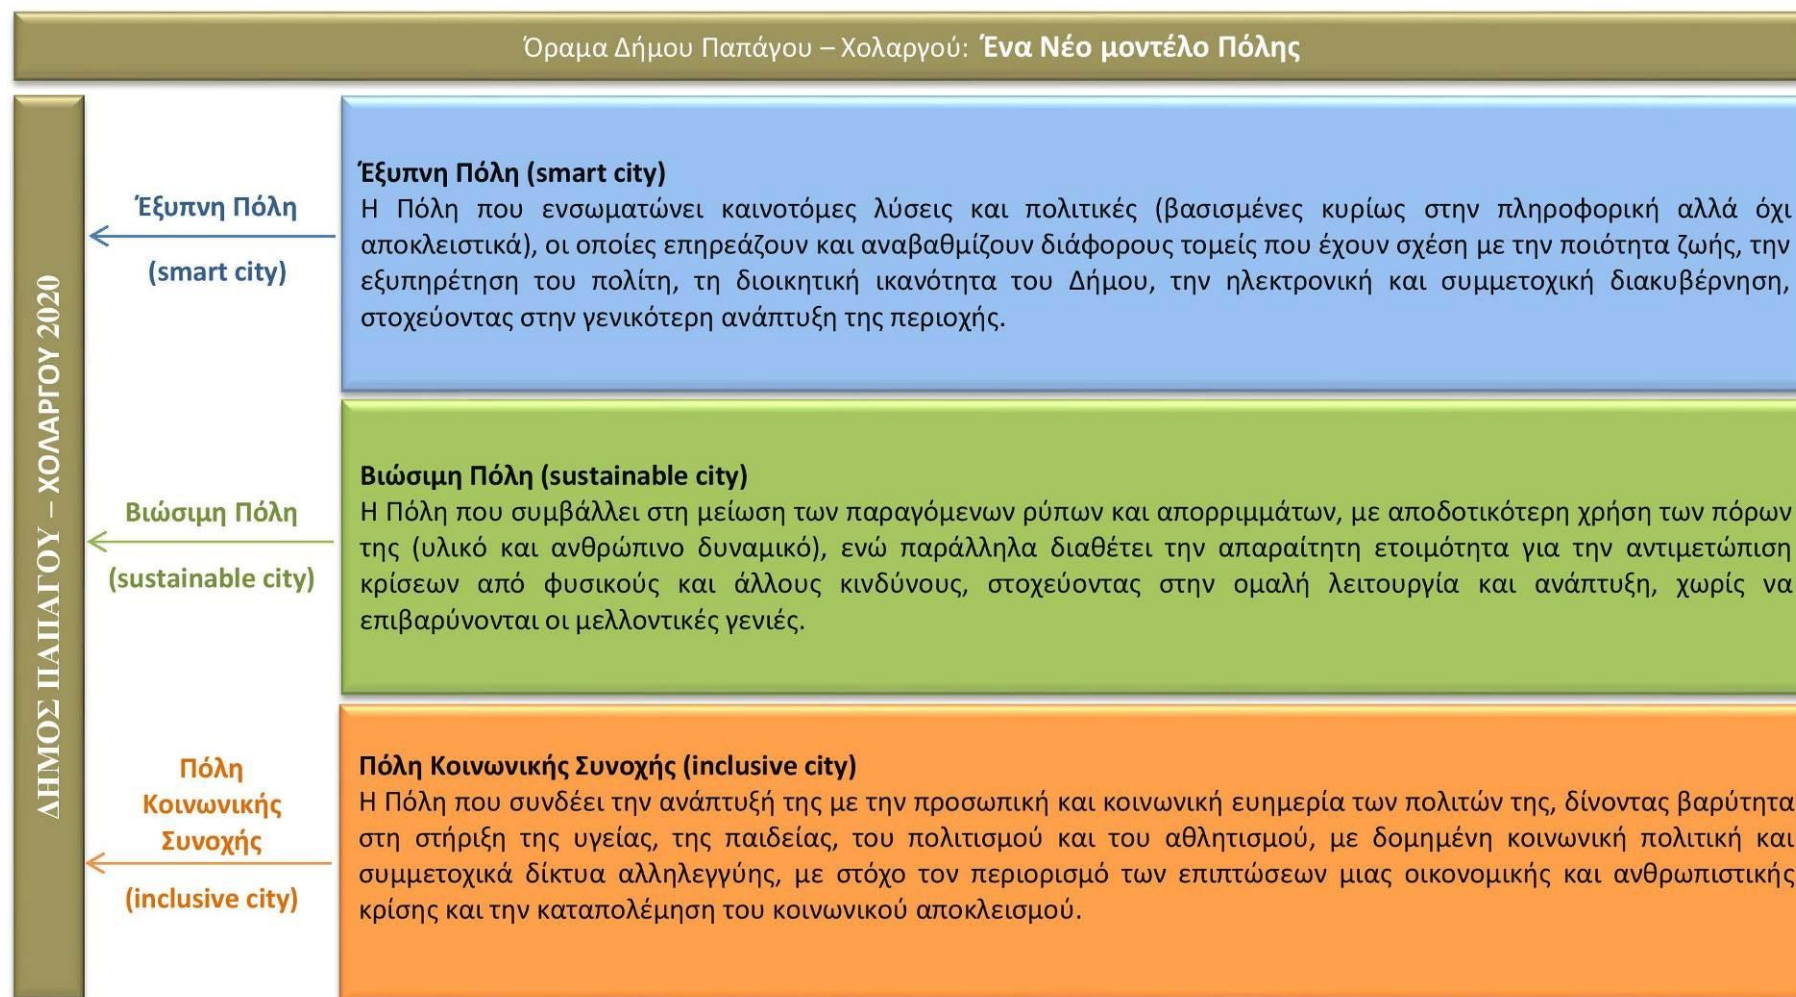 Όραμα Δήμου Παπάγου – Χολαργού: Ένα Νέο μοντέλο Πόλης
ΔΗΜΟΣ ΠΑΠΑΓΟΥ – ΧΟΛΑΡΓΟΥ 2020
Έξυπνη Πόλη
(smart city)
Έξυπνη Πόλη (smart city)
Η Πόλη που ενσωματώνει καινοτόμες λύσεις και πολιτικές (βασισμένες κυρίως στην πληροφορική αλλά όχι
αποκλειστικά), οι οποίες επηρεάζουν και αναβαθμίζουν διάφορους τομείς που έχουν σχέση με την ποιότητα ζωής, την
εξυπηρέτηση του πολίτη, τη διοικητική ικανότητα του Δήμου, την ηλεκτρονική και συμμετοχική διακυβέρνηση,
στοχεύοντας στην γενικότερη ανάπτυξη της περιοχής.
Βιώσιμη Πόλη
(sustainable city)
Βιώσιμη Πόλη (sustainable city)
Η Πόλη που συμβάλλει στη μείωση των παραγόμενων ρύπων και απορριμμάτων, με αποδοτικότερη χρήση των πόρων
της (υλικό και ανθρώπινο δυναμικό), ενώ παράλληλα διαθέτει την απαραίτητη ετοιμότητα για την αντιμετώπιση
κρίσεων από φυσικούς και άλλους κινδύνους, στοχεύοντας στην ομαλή λειτουργία και ανάπτυξη, χωρίς να
επιβαρύνονται οι μελλοντικές γενιές.
Πόλη
Κοινωνικής
Συνοχής
(inclusive city)
Πόλη Κοινωνικής Συνοχής (inclusive city)
Η Πόλη που συνδέει την ανάπτυξή της με την προσωπική και κοινωνική ευημερία των πολιτών της, δίνοντας βαρύτητα
στη στήριξη της υγείας, της παιδείας, του πολιτισμού και του αθλητισμού, με δομημένη κοινωνική πολιτική και
συμμετοχικά δίκτυα αλληλεγγύης, με στόχο τον περιορισμό των επιπτώσεων μιας οικονομικής και ανθρωπιστικής
κρίσης και την καταπολέμηση του κοινωνικού αποκλεισμού.